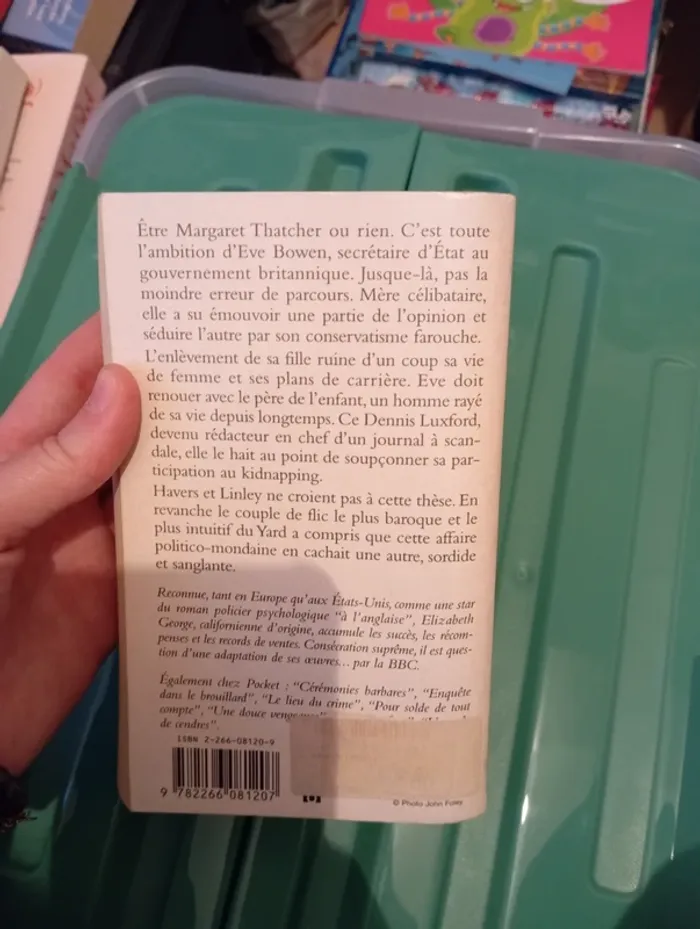 Être Margaret Thatcher ou rien. C'est toute
l'ambition d'Eve Bowen, secrétaire d'État au
gouvernement britannique. Jusque-là, pas la
moindre erreur de parcours. Mère célibataire,
elle a su émouvoir une partie de l'opinion et
séduire l'autre par son conservatisme farouche.
L'enlèvement de sa fille ruine d'un coup sa vie
de femme et ses plans de carrière. Eve doit
renouer avec le père de l'enfant, un homme rayé
de sa vie depuis longtemps. Ce Dennis Luxford,
devenu rédacteur en chef d'un journal à scan-
dale, elle le hait au point de soupçonner sa par-
ticipation au kidnapping.
Havers et Linley ne croient pas à cette thèse. En
revanche le couple de flic le plus baroque et le
plus intuitif du Yard a compris que cette affaire
politico-mondaine en cachait une autre, sordide
et sanglante.
Reconnue, tant en Europe qu'aux États-Unis, comme une star
du roman policier psychologique "à l'anglaise", Elizabeth
George, californienne d'origine, accumule les succès, les récom-
penses et les records de ventes. Consécration suprême, il est ques-
tion d'une adaptation de ses œuvres... par la BBC.
Également chez Pocket : "Cérémonies barbares", "Enquête
dans le brouillard", "Le lieu du crime", "Pour solde de tout
compte", "Une douce
de cendres".
ISBN 2-266-08120-9
9 782266 081207
© Photo John Foley